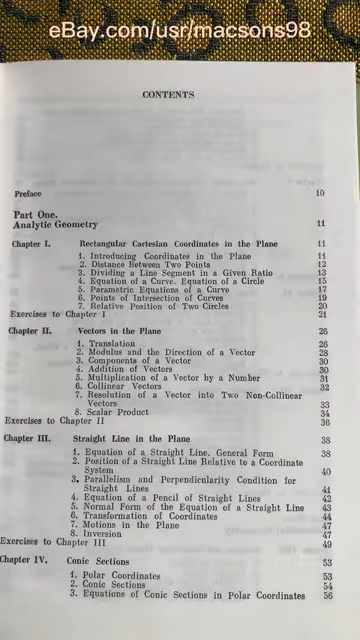 eBay.com/usr/macsons98
CONTENTS
Preface 10
Part One.
Analytic Geometry 11
Chapter I. Rectangular Cartesian Coordinates in the Plane 11
1. Introducing Coordinates in the Plane 11
2. Distance Between Two Points 12
3. Dividing a Line Segment in a Given Ratio 13
4. Equation of a Curve. Equation of a Circle 15
5. Parametric Equations of a Curve 17
6. Points of Intersection of Curves 19
7. Relative Position of Two Circles 20
Exercises to Chapter I 21
Chapter II. Vectors in the Plane 26
1. Translation 26
2. Modulus and the Direction of a Vector 28
3. Components of a Vector 30
4. Addition of Vectors 30
5. Multiplication of a Vector by a Number 31
6. Collinear Vectors 32
7. Resolution of a Vector into Two Non-Collinear
Vectors 33
8. Scalar Product 34
Exercises to Chapter II 36
Chapter III. Straight Line in the Plane 38
1. Equation of a Straight Line. General Form 38
2. Position of a Straight Line Relative to a Coordinate
System 40
3. Parallelism and Perpendicularity Condition for
Straight Lines 41
4. Equation of a Pencil of Straight Lines 42
5. Normal Form of the Equation of a Straight Line 43
6. Transformation of Coordinates 44
7. Motions in the Plane 47
8. Inversion 47
Exercises to Chapter III 49
Chapter IV. Conic Sections 53
1. Polar Coordinates 53
2. Conic Sections 54
3. Equations of Conic Sections in Polar Coordinates 56